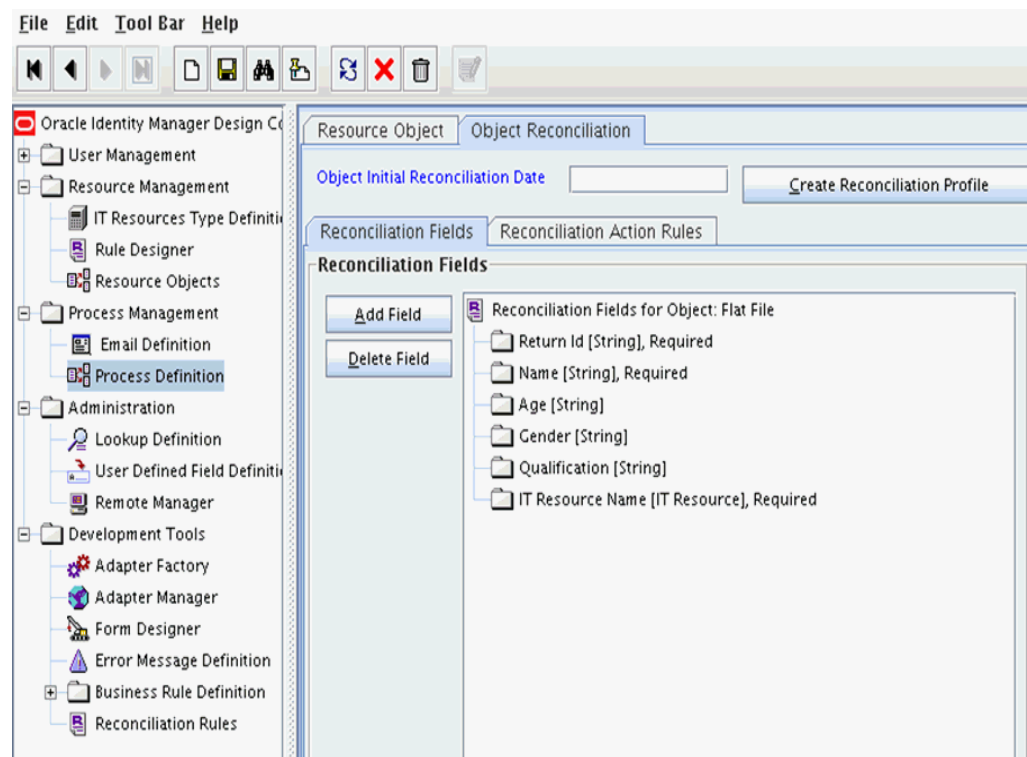 File Edit Tool Bar Help
Oracle Identity Manager Design Co
User Management
Resource Management
IT Resources Type Definiti
Rule Designer
Resource Objects
Process Management
Email Definition
Process Definition
Administration
Lookup Definition
User Defined Field Definiti
Remote Manager
Development Tools
Adapter Factory
Adapter Manager
Form Designer
Error Message Definition
Business Rule Definition
Reconciliation Rules
Resource Object Object Reconciliation
Object Initial Reconciliation Date
Create Reconciliation Profile
Reconciliation Fields Reconciliation Action Rules
Reconciliation Fields
Add Field
Delete Field
Reconciliation Fields for Object: Flat File
Return Id [String], Required
Name [String], Required
Age [String]
Gender [String]
Qualification [String]
IT Resource Name [IT Resource], Required